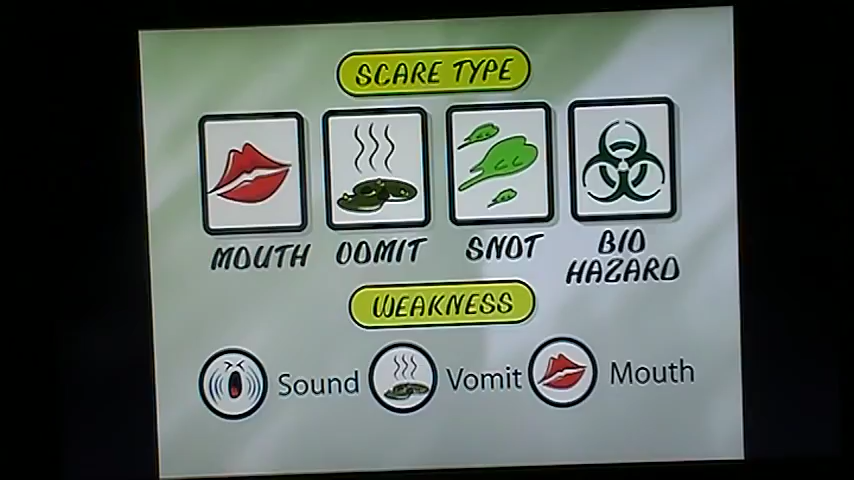 SCARE TYPE
MOUTH VOMIT SNOT BIO HAZARD
WEAKNESS
Sound Vomit Mouth